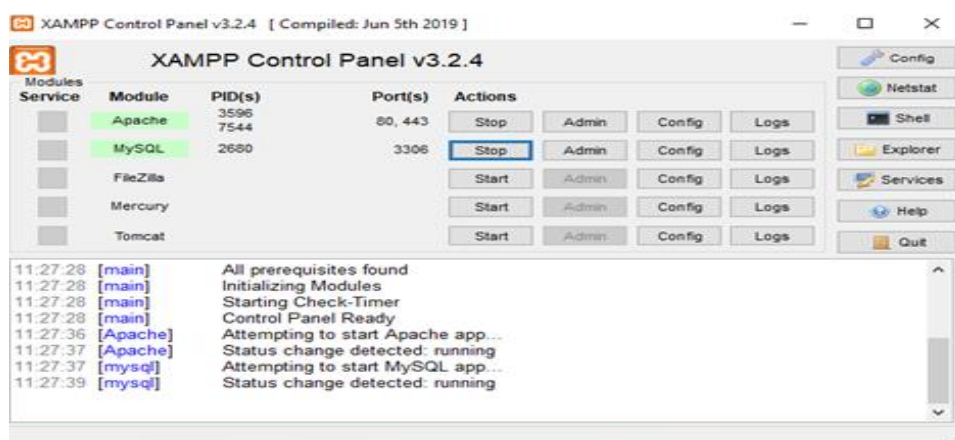 XAMPP Control Panel v3.2.4 [ Compiled: Jun 5th 2019 ]
XAMPP Control Panel v3.2.4
Config
Modules
Service Module PID(s) Port(s) Actions
Netstat
Apache 3596 7544 80, 443 Stop Admin Config Logs
Shell
MySQL 2680 3306 Stop Admin Config Logs
Explorer
FileZilla Start Admin Config Logs
Services
Mercury Start Admin Config Logs
Help
Tomcat Start Admin Config Logs
Quit
11:27:28 [main] All prerequisites found
11:27:28 [main] Initializing Modules
11:27:28 [main] Starting Check-Timer
11:27:28 [main] Control Panel Ready
11:27:36 [Apache] Attempting to start Apache app...
11:27:37 [Apache] Status change detected: running
11:27:37 [mysql] Attempting to start MySQL app...
11:27:39 [mysql] Status change detected: running